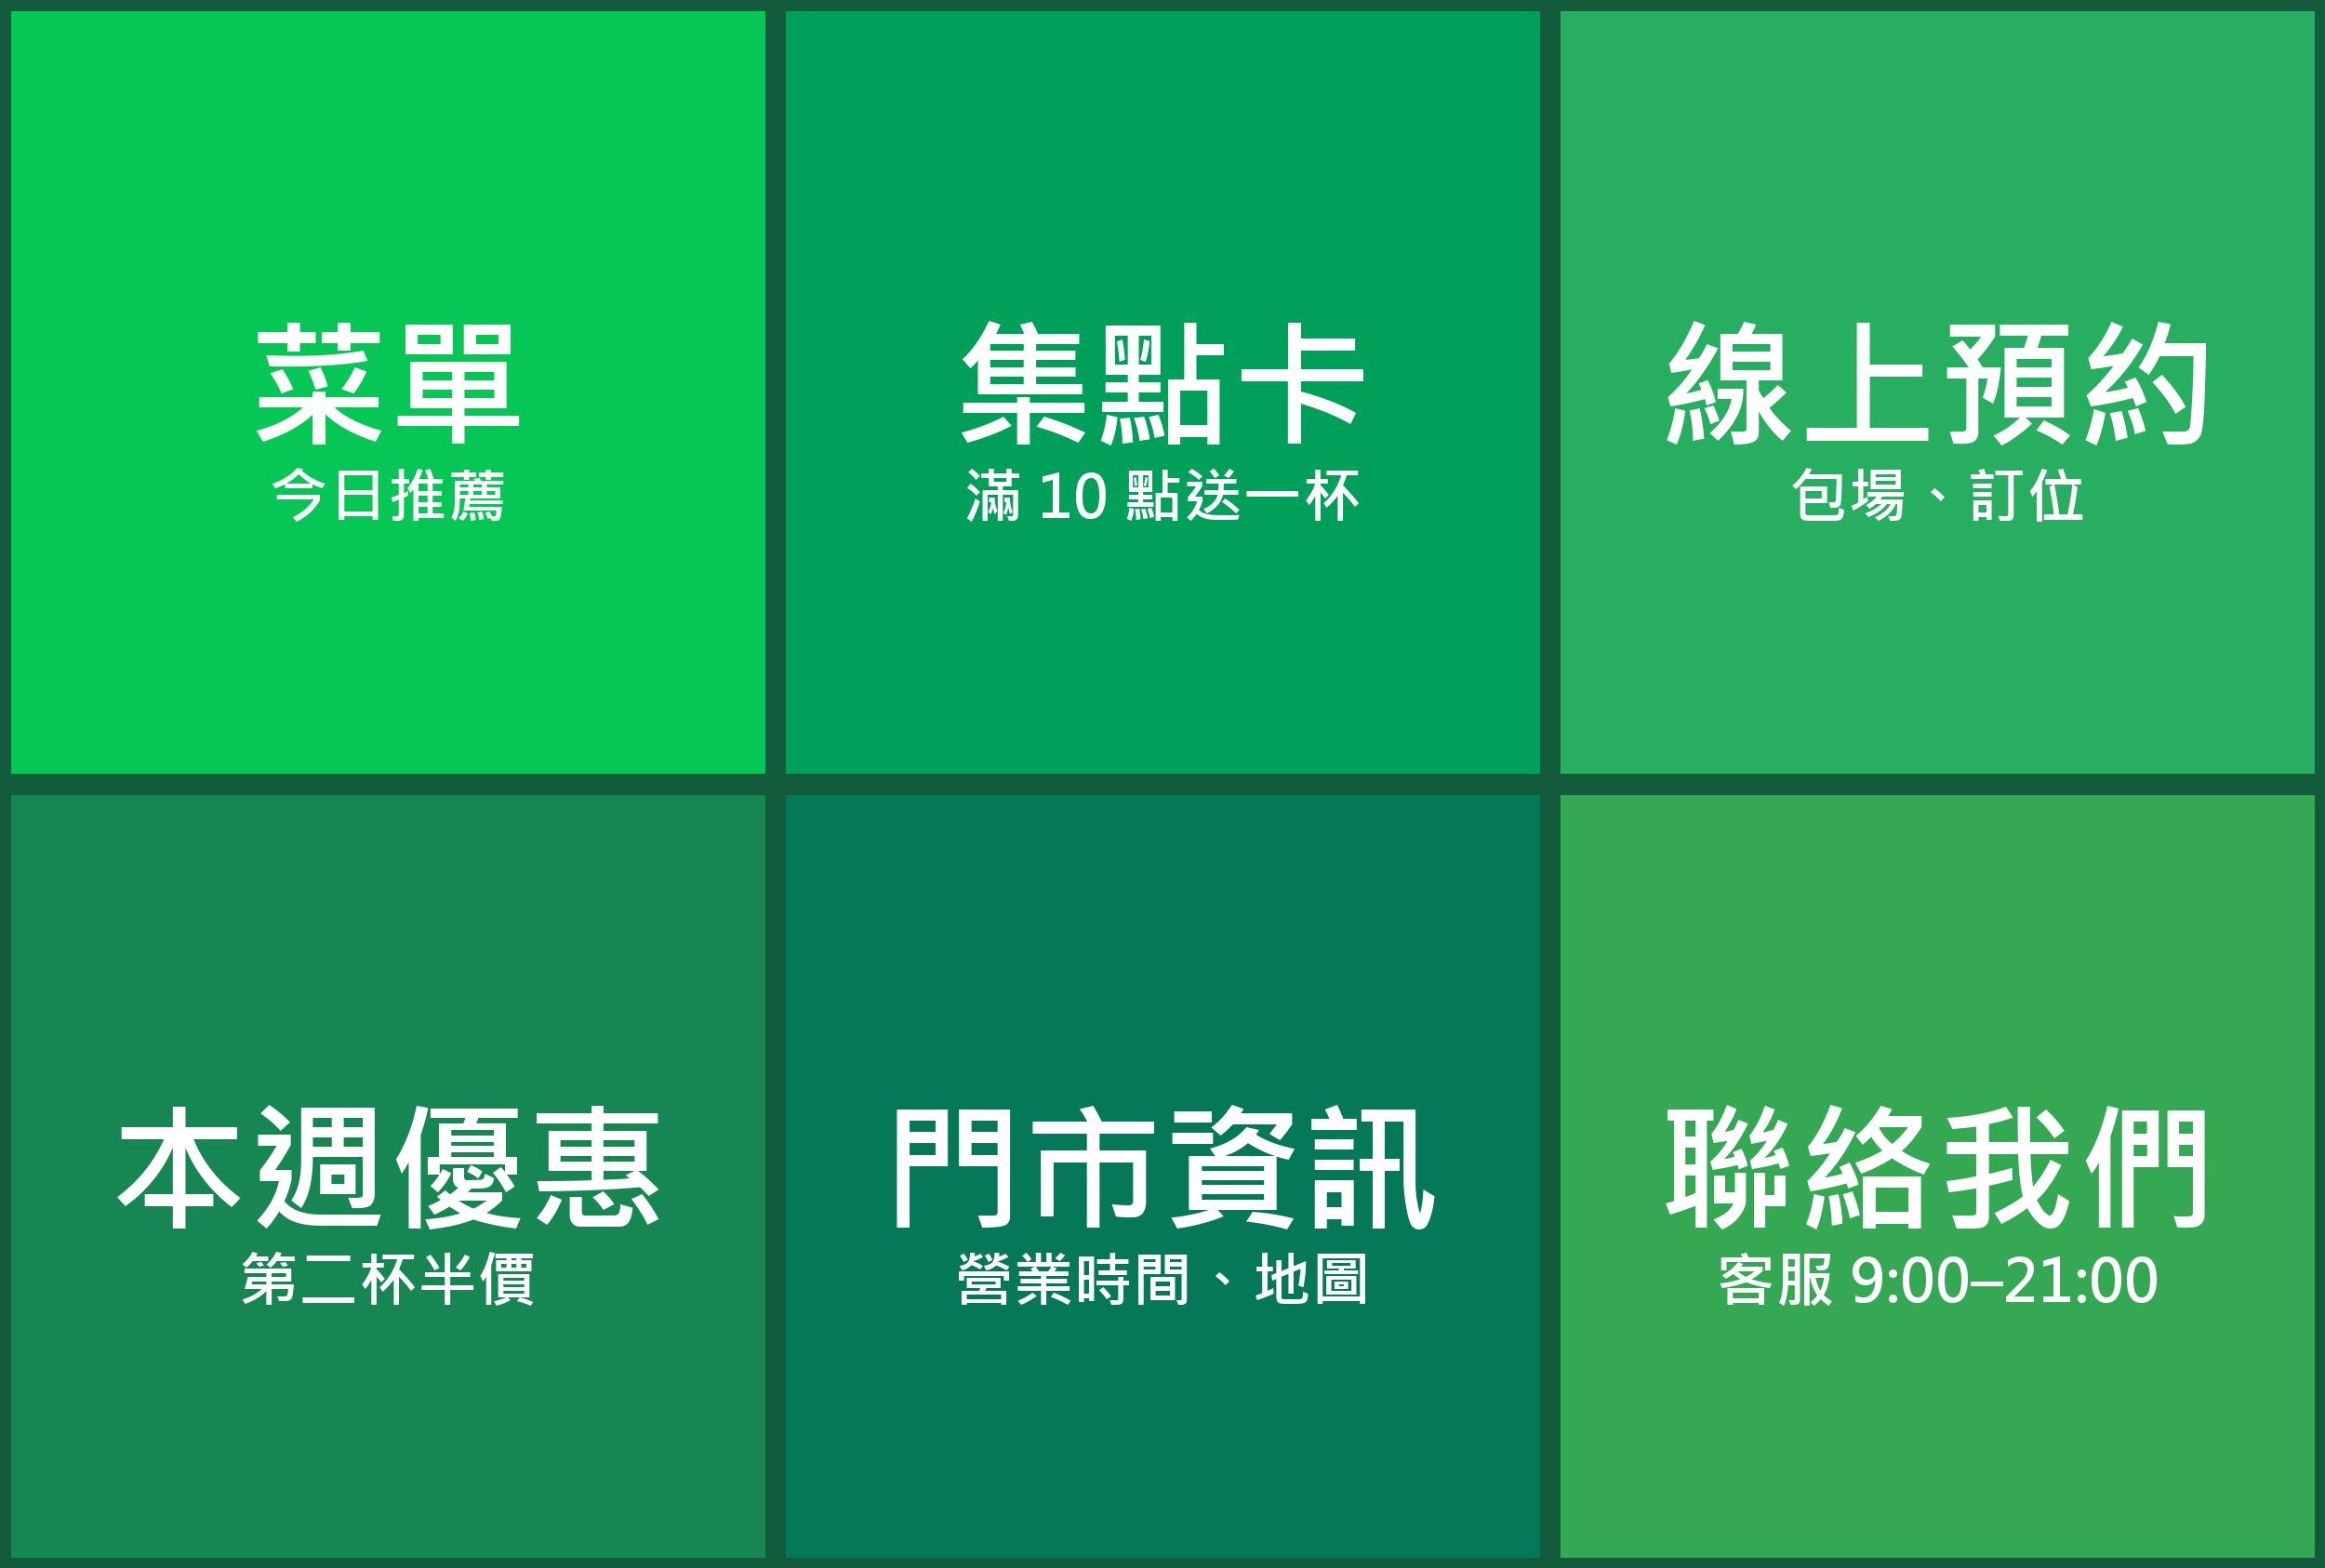 菜單
今日推薦
集點卡
滿 10 點送一杯
線上預約
包場、訂位
本週優惠
第二杯半價
門市資訊
營業時間、地圖
聯絡我們
客服 9:00–21:00